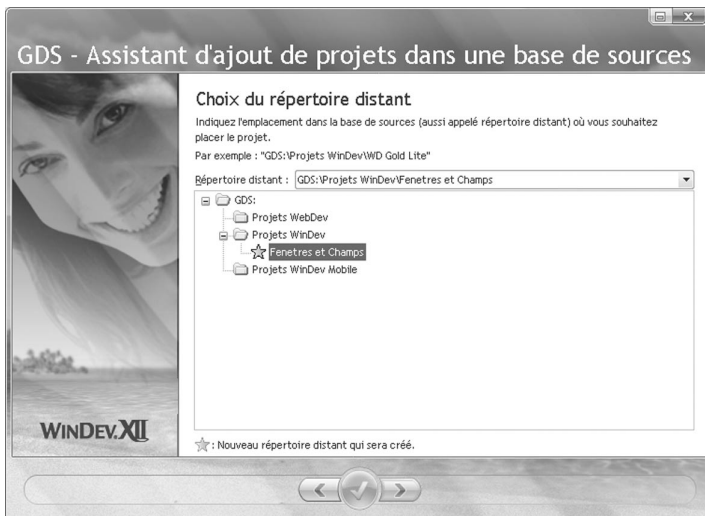 GDS - Assistant d'ajout de projets dans une base de sources
Choix du répertoire distant
Indiquez l'emplacement dans la base de sources (aussi appelé répertoire distant) où vous souhaitez
placer le projet.
Par exemple : "GDS:\Projets WinDev\WD Gold Lite"
Répertoire distant : GDS:\Projets WinDev\Fenetres et Champs
GDS:
Projets WebDev
Projets WinDev
Fenetres et Champs
Projets WinDev Mobile
WINDEV.XII
: Nouveau répertoire distant qui sera créé.